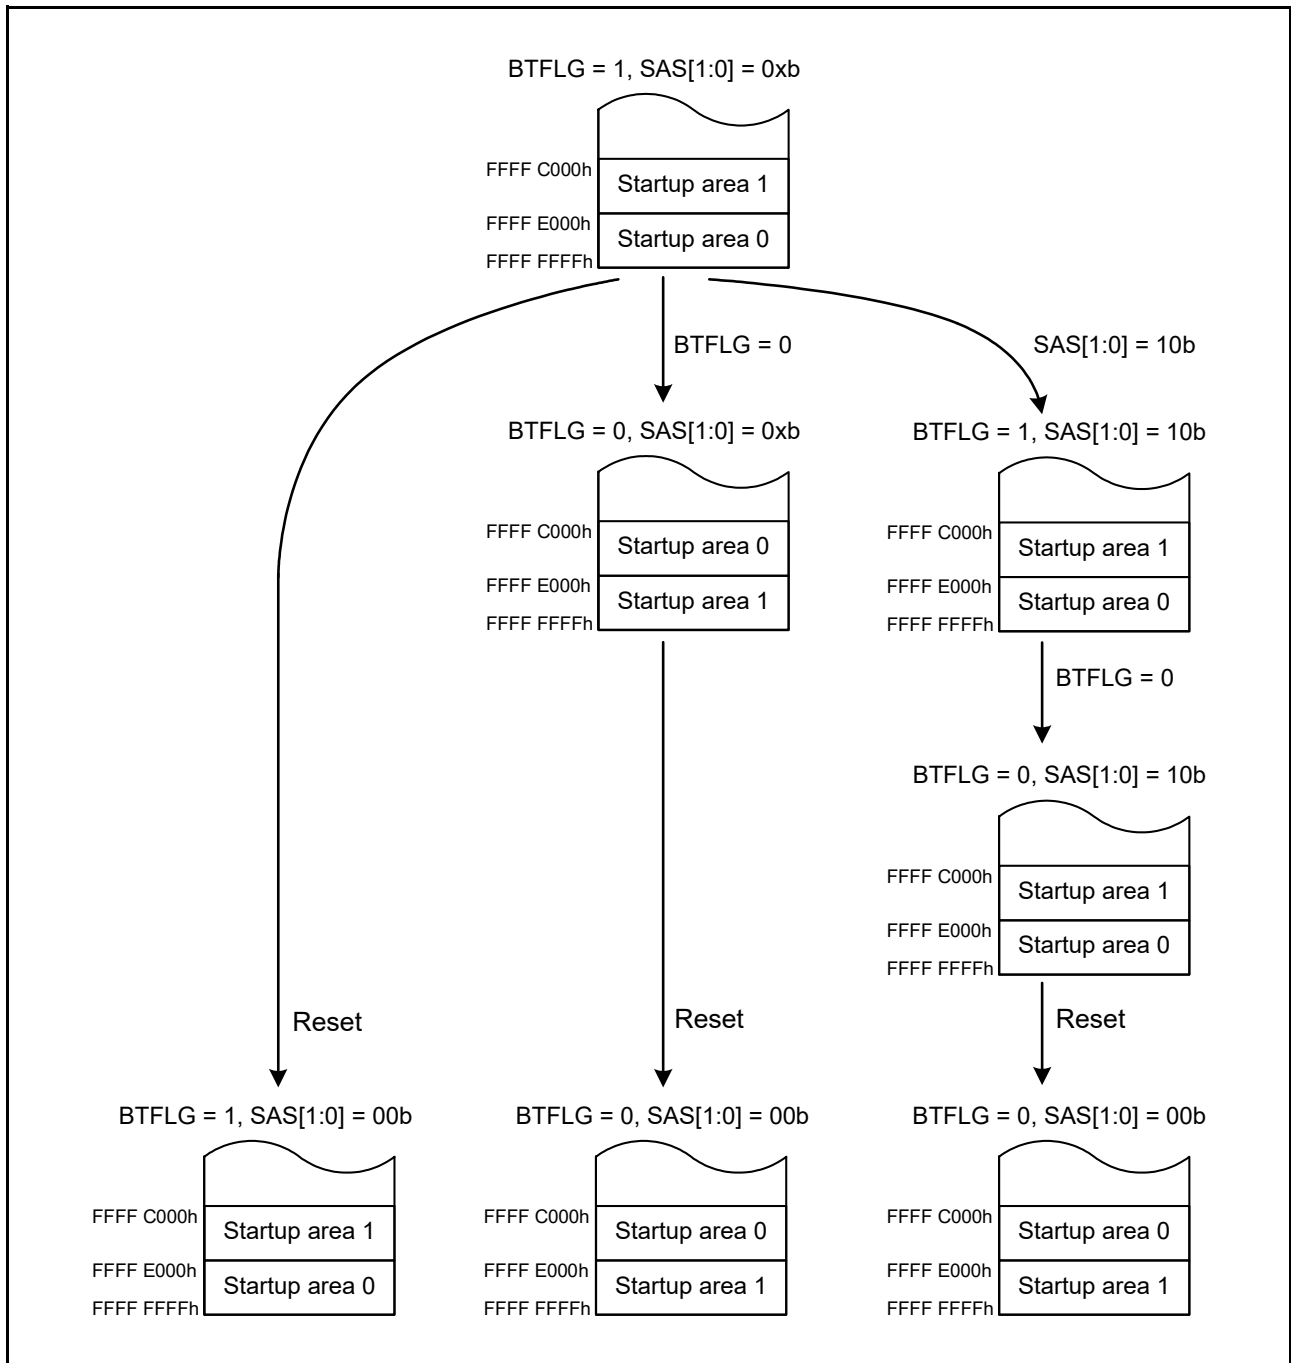 BTFLG = 1, SAS[1:0] = 0xb
FFFF C000h
Startup area 1
FFFF E000h
Startup area 0
FFFF FFFFh
BTFLG = 0
SAS[1:0] = 10b
BTFLG = 0, SAS[1:0] = 0xb
FFFF C000h
Startup area 0
FFFF E000h
Startup area 1
FFFF FFFFh
BTFLG = 1, SAS[1:0] = 10b
FFFF C000h
Startup area 1
FFFF E000h
Startup area 0
FFFF FFFFh
BTFLG = 0
BTFLG = 0, SAS[1:0] = 10b
FFFF C000h
Startup area 1
FFFF E000h
Startup area 0
FFFF FFFFh
Reset
Reset
Reset
BTFLG = 1, SAS[1:0] = 00b
FFFF C000h
Startup area 1
FFFF E000h
Startup area 0
FFFF FFFFh
BTFLG = 0, SAS[1:0] = 00b
FFFF C000h
Startup area 0
FFFF E000h
Startup area 1
FFFF FFFFh
BTFLG = 0, SAS[1:0] = 00b
FFFF C000h
Startup area 0
FFFF E000h
Startup area 1
FFFF FFFFh